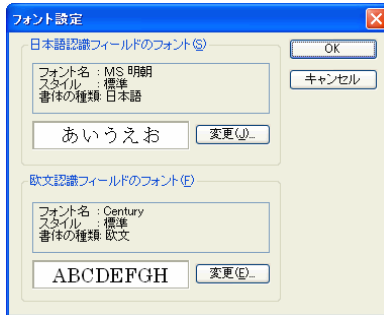 フォント設定
日本語認識フィールドのフォント(S)
フォント名 : MS 明朝
スタイル : 標準
書体の種類: 日本語
あいうえお
変更(J)...
OK
キャンセル
欧文認識フィールドのフォント(F)
フォント名 : Century
スタイル : 標準
書体の種類: 欧文
ABCDEFGH
変更(E)...